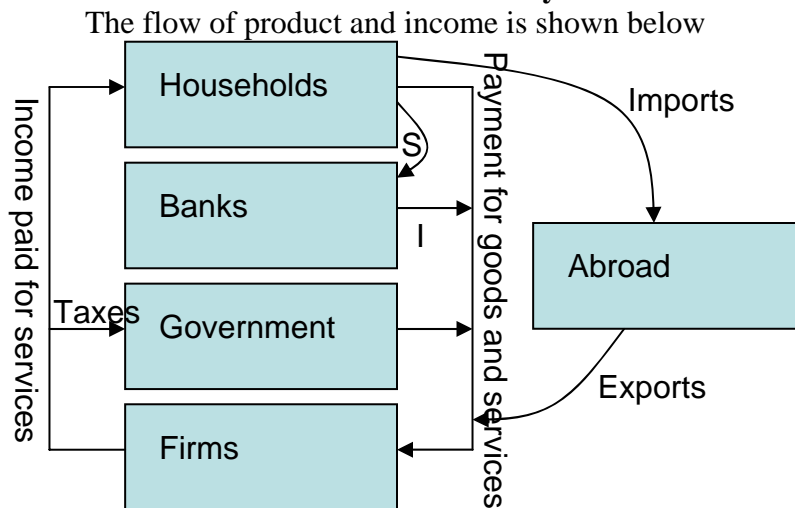 The flow of product and income is shown below
Households
Imports
S
Banks
I
Abroad
Taxes
Government
Exports
Firms
Income paid for services
Payment for goods and services